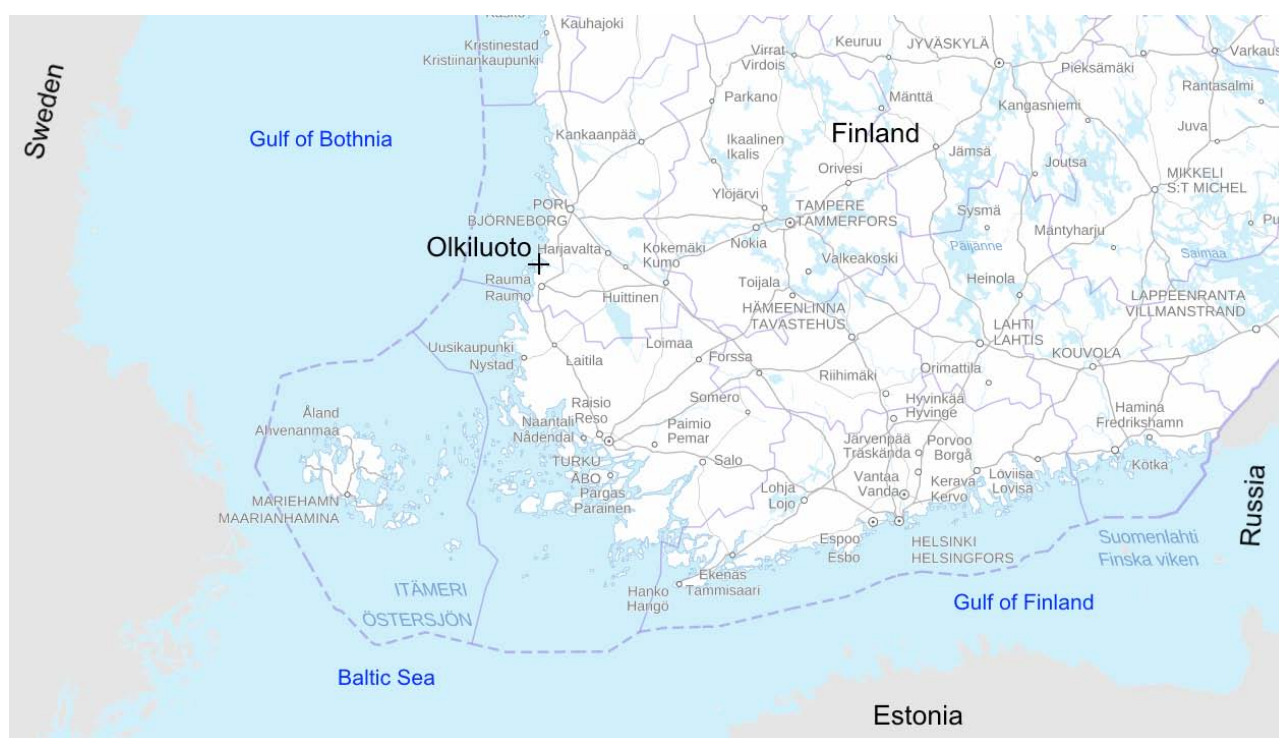 Kauhajoki
Kristinestad
Kristiinankaupunki
Sweden
Gulf of Bothnia
Virrat
Virdois
Keuruu
JYVÄSKYLÄ
Pieksämäki
Varkaus
Rantasalmi
Parkano
Mänttä
Kangasniemi
Juva
Finland
Kankaanpää
Ikaalinen
Ikalis
Orivesi
Jämsä
Joutsa
MIKKELI
S:T MICHEL
Ylöjärvi
PORI
BJÖRNEBORG
TAMPERE
TAMMERFORS
Sysmä
Mäntyharju
Pu
Olkiluoto
Harjavalta
Kokemäki
Kumo
Nokia
Päijänne
Saimaa
Valkeakoski
Rauma
Raumo
Huittinen
Toijala
Heinola
HÄMEENLINNA
TAVASTEHUS
LAPPEENRANTA
VILLMANSTRAND
LAHTI
LAHTIS
Uusikaupunki
Nystad
Laitila
Loimaa
Forssa
KOUVOLA
Riihimäki
Orimattila
Somero
Hyvinkää
Hyvinge
Hamina
Fredrikshamn
Åland
Ahvenanmaa
Raisio
Reso
Naantali
Nådendal
Paimio
Pemar
Järvenpää
Träskända
Porvoo
Borgå
Kotka
TURKU
ÅBO
Salo
Vantaa
Vanda
Kerava
Kervo
Loviisa
Lovisa
Pargas
Parainen
Lohja
Lojo
MARIEHAMN
MAARIANHAMINA
Russia
Espoo
Esbo
HELSINKI
HELSINGFORS
Suomenlahti
Finska viken
Ekenäs
Tammisaari
Hanko
Hangö
ITÄMERI
ÖSTERSJÖN
Gulf of Finland
Baltic Sea
Estonia